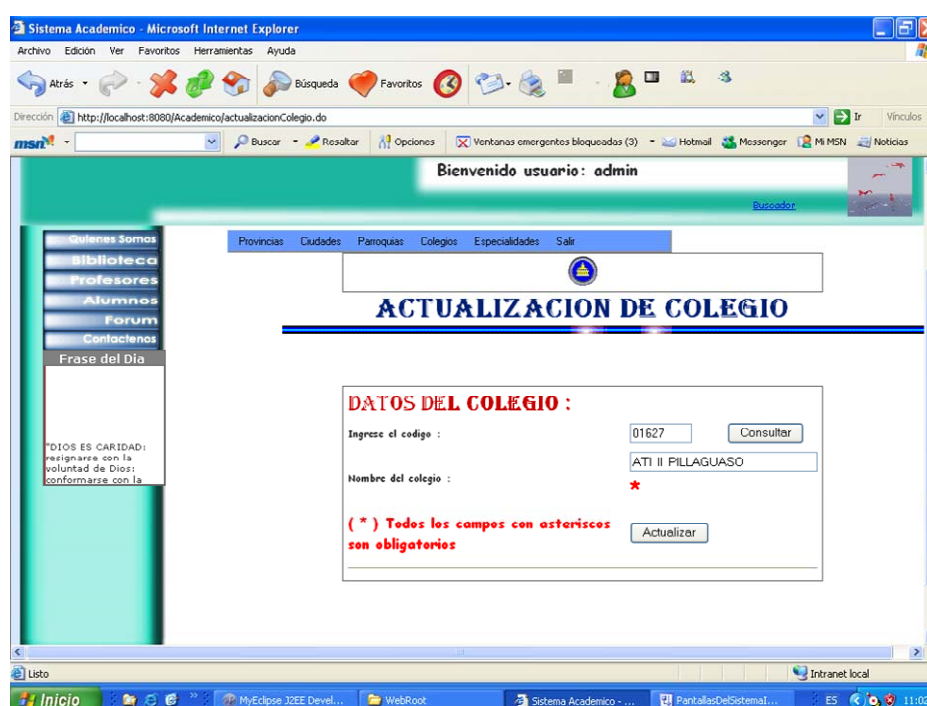 Sistema Academico - Microsoft Internet Explorer
Archivo Edición Ver Favoritos Herramientas Ayuda
Atrás Búsqueda Favoritos
Dirección http://localhost:8080/Academico/actualizacionColegio.do Ir Vínculos
msn Buscar Resaltar Opciones Ventanas emergentes bloqueadas (3) Hotmail Messenger Mi MSN Noticias
Bienvenido usuario: admin
Buscador
Quienes Somos
Biblioteca
Profesores
Alumnos
Forum
Contactenos
Frase del Dia
"DIOS ES CARIDAD:
resignarse con la
voluntad de Dios:
conformarse con la
Provincias Ciudades Parroquias Colegios Especialidades Salir
ACTUALIZACION DE COLEGIO
DATOS DEL COLEGIO :
Ingrese el codigo : 01627 Consultar
Nombre del colegio : ATI II PILLAGUASO
*
( * ) Todos los campos con asteriscos
son obligatorios
Actualizar
Listo Intranet local
Inicio MyEclipse J2EE Devel... WebRoot Sistema Academico - ... PantallasDelSistemaI... ES 11:02